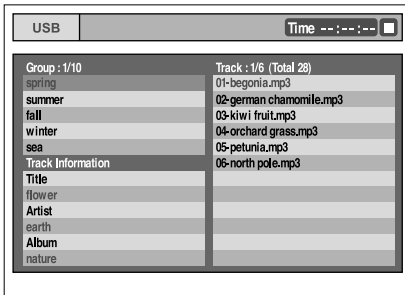 USB
Time --:--:--
Group : 1/10
spring
summer
fall
winter
sea
Track Information
Title
flower
Artist
earth
Album
nature
Track : 1/6 (Total 28)
01-begonia.mp3
02-german chamomile.mp3
03-kiwi fruit.mp3
04-orchard grass.mp3
05-petunia.mp3
06-north pole.mp3